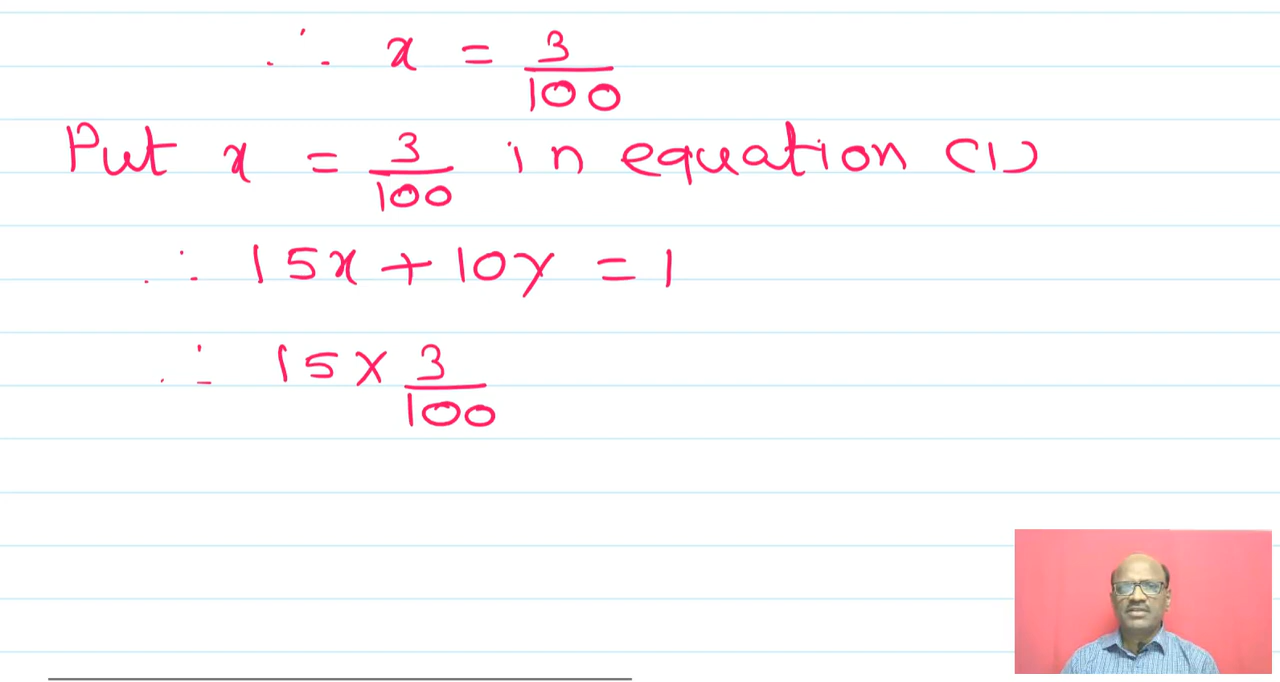 ∴ x = 3/100
Put x = 3/100 in equation (1)
∴ 15x + 10y = 1
∴ 15 × 3/100